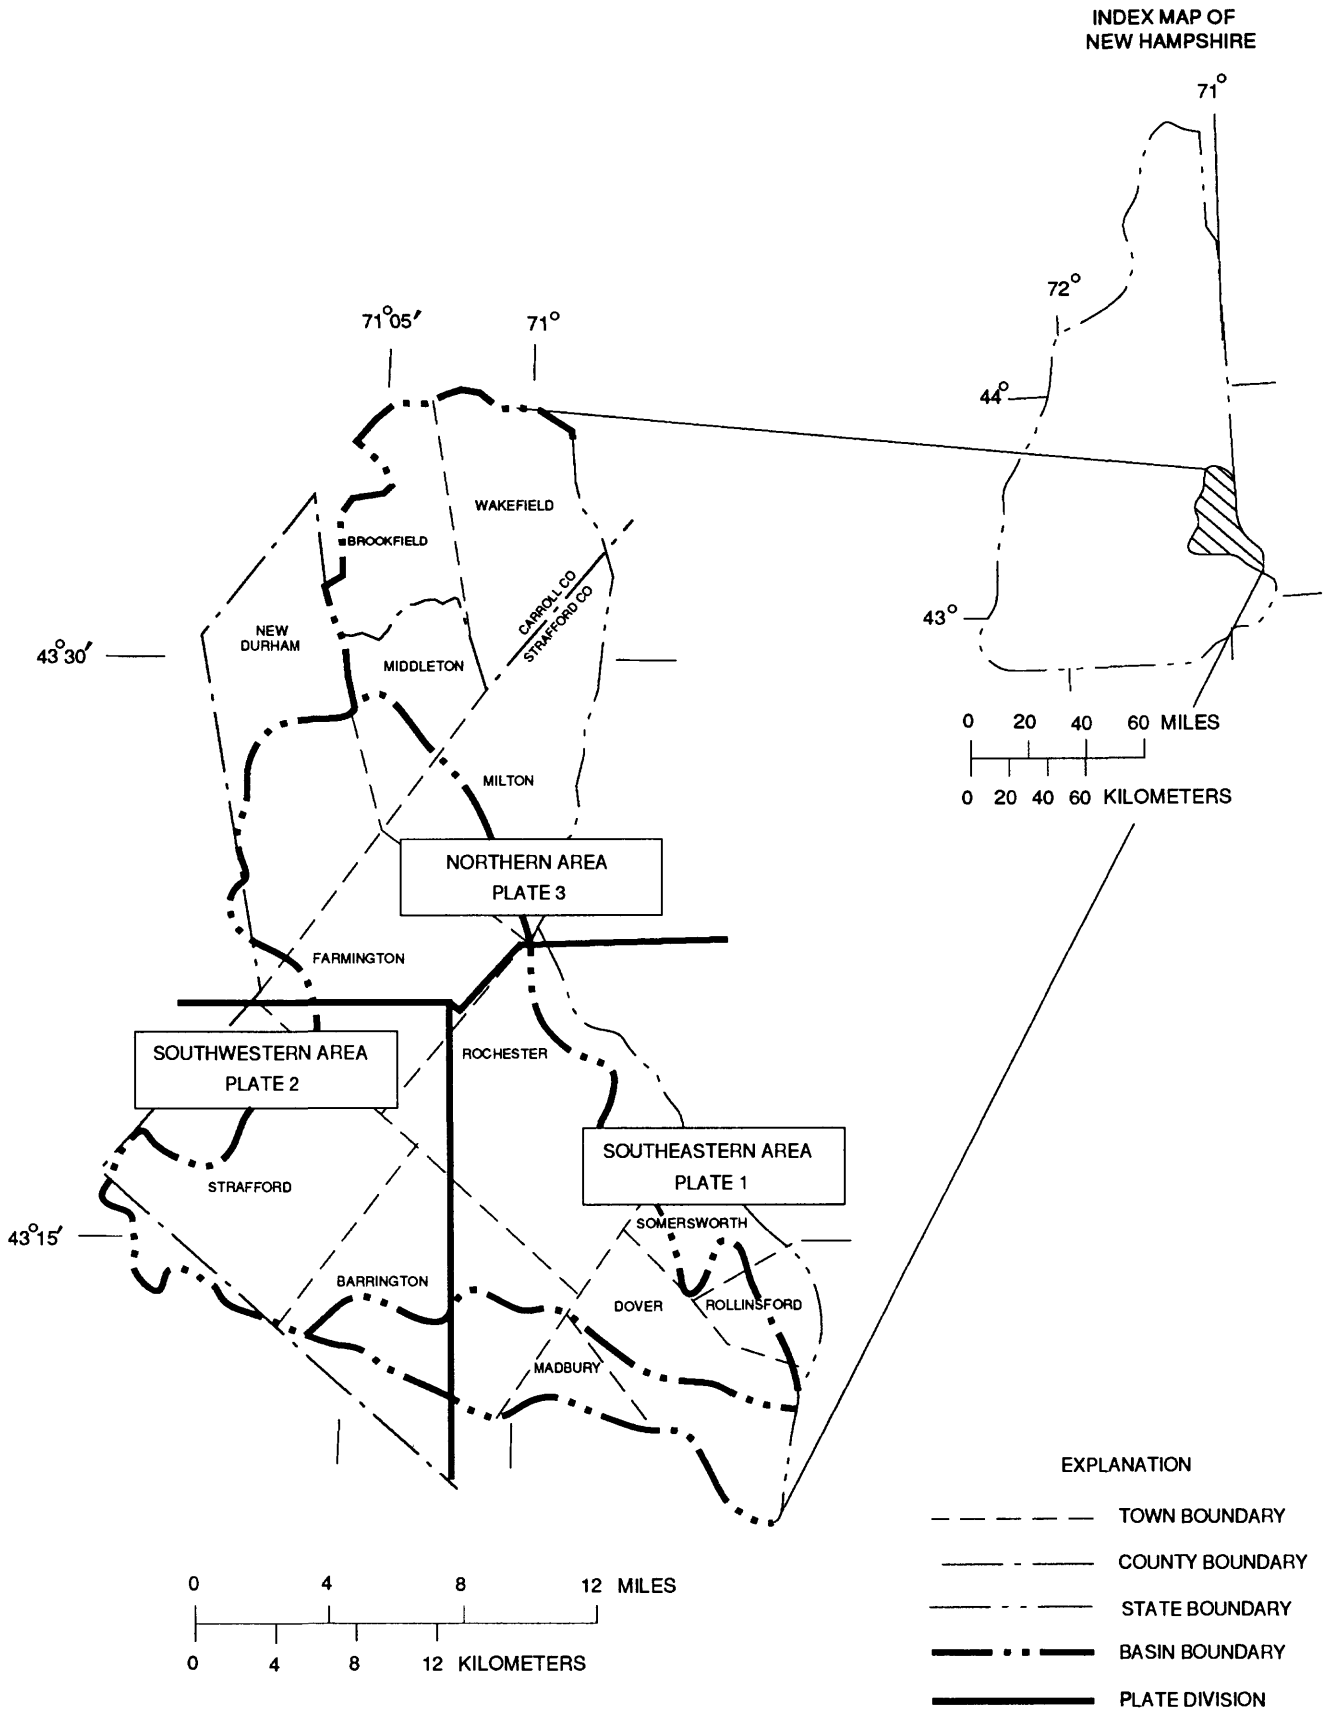 INDEX MAP OF
NEW HAMPSHIRE
71°
72°
44°
43°
0 20 40 60 MILES
0 20 40 60 KILOMETERS
71°05′ 71°
WAKEFIELD
BROOKFIELD
CARROLL CO
STRAFFORD CO
NEW
DURHAM
43°30′
MIDDLETON
MILTON
NORTHERN AREA
PLATE 3
FARMINGTON
SOUTHWESTERN AREA
PLATE 2
ROCHESTER
SOUTHEASTERN AREA
PLATE 1
STRAFFORD
SOMERSWORTH
43°15′
BARRINGTON
DOVER
ROLLINSFORD
MADBURY
EXPLANATION
TOWN BOUNDARY
COUNTY BOUNDARY
STATE BOUNDARY
BASIN BOUNDARY
PLATE DIVISION
0 4 8 12 MILES
0 4 8 12 KILOMETERS